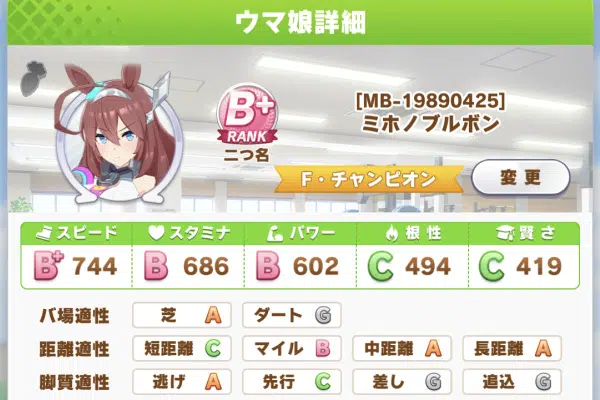 ウマ娘詳細
B+
RANK
二つ名
[MB-19890425]
ミホノブルボン
F・チャンピオン 変更
スピード スタミナ パワー 根性 賢さ
B+ 744 B 686 B 602 C 494 C 419
バ場適性 芝 A ダート G
距離適性 短距離 C マイル B 中距離 A 長距離 A
脚質適性 逃げ A 先行 C 差し G 追込 G